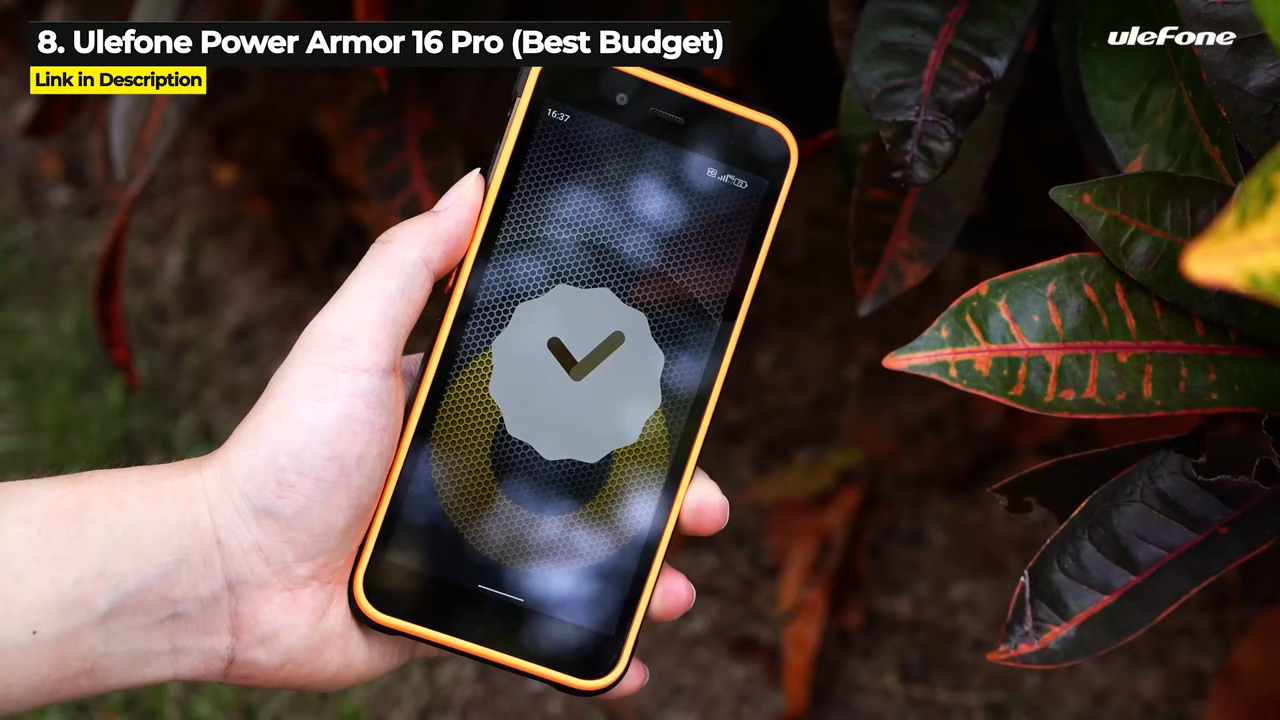 8. Ulefone Power Armor 16 Pro (Best Budget)
Link in Description
ulefone
16:37